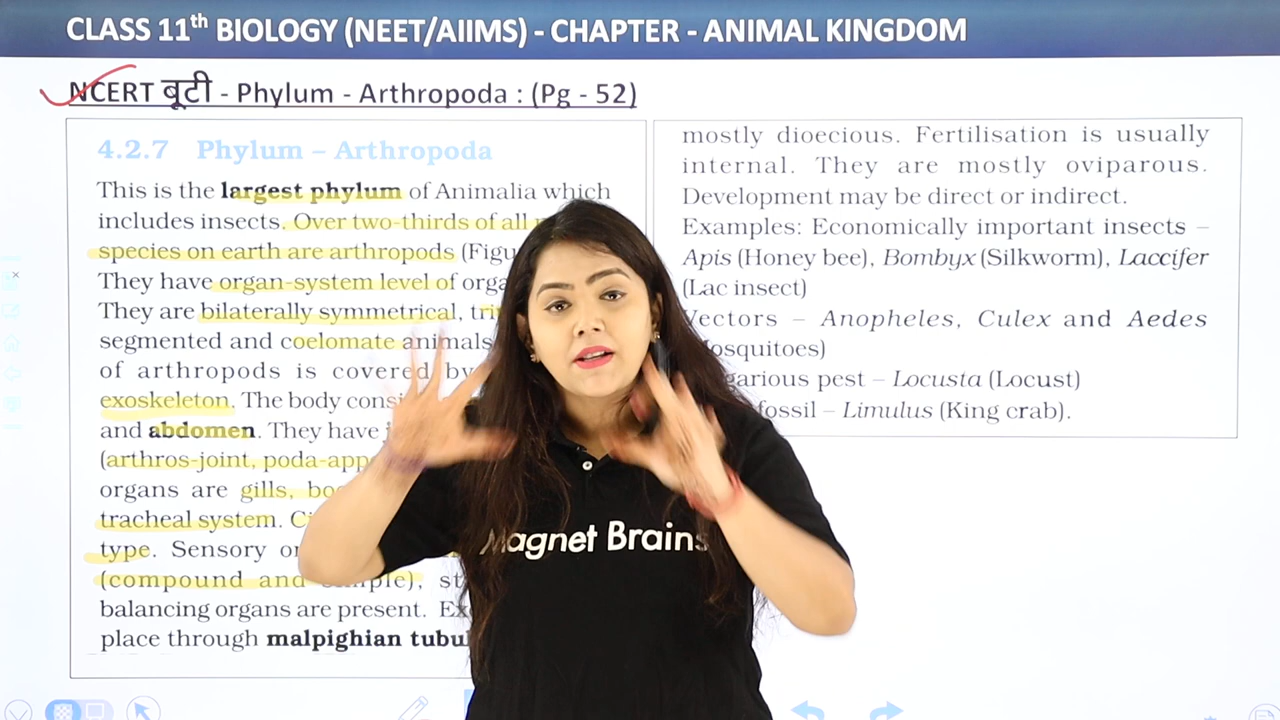 CLASS 11th BIOLOGY (NEET/AIIMS) - CHAPTER - ANIMAL KINGDOM
NCERT बूटी - Phylum - Arthropoda : (Pg - 52)
4.2.7 Phylum – Arthropoda
This is the largest phylum of Animalia which
includes insects. Over two-thirds of all
species on earth are arthropods
They have organ-system level of
They are bilaterally symmetrical,
segmented and coelomate animals
of arthropods is covered by
exoskeleton. The body
and abdomen. They have
(arthros-joint,
organs are gills,
tracheal system.
type. Sensory
(compound and simple),
balancing organs are present.
place through malpighian
mostly dioecious. Fertilisation is usually
internal. They are mostly oviparous.
Development may be direct or indirect.
Examples: Economically important insects –
Apis (Honey bee), Bombyx (Silkworm), Laccifer
(Lac insect)
Vectors – Anopheles, Culex and Aedes
(Mosquitoes)
pest – Locusta (Locust)
fossil – Limulus (King crab).
Magnet Brains